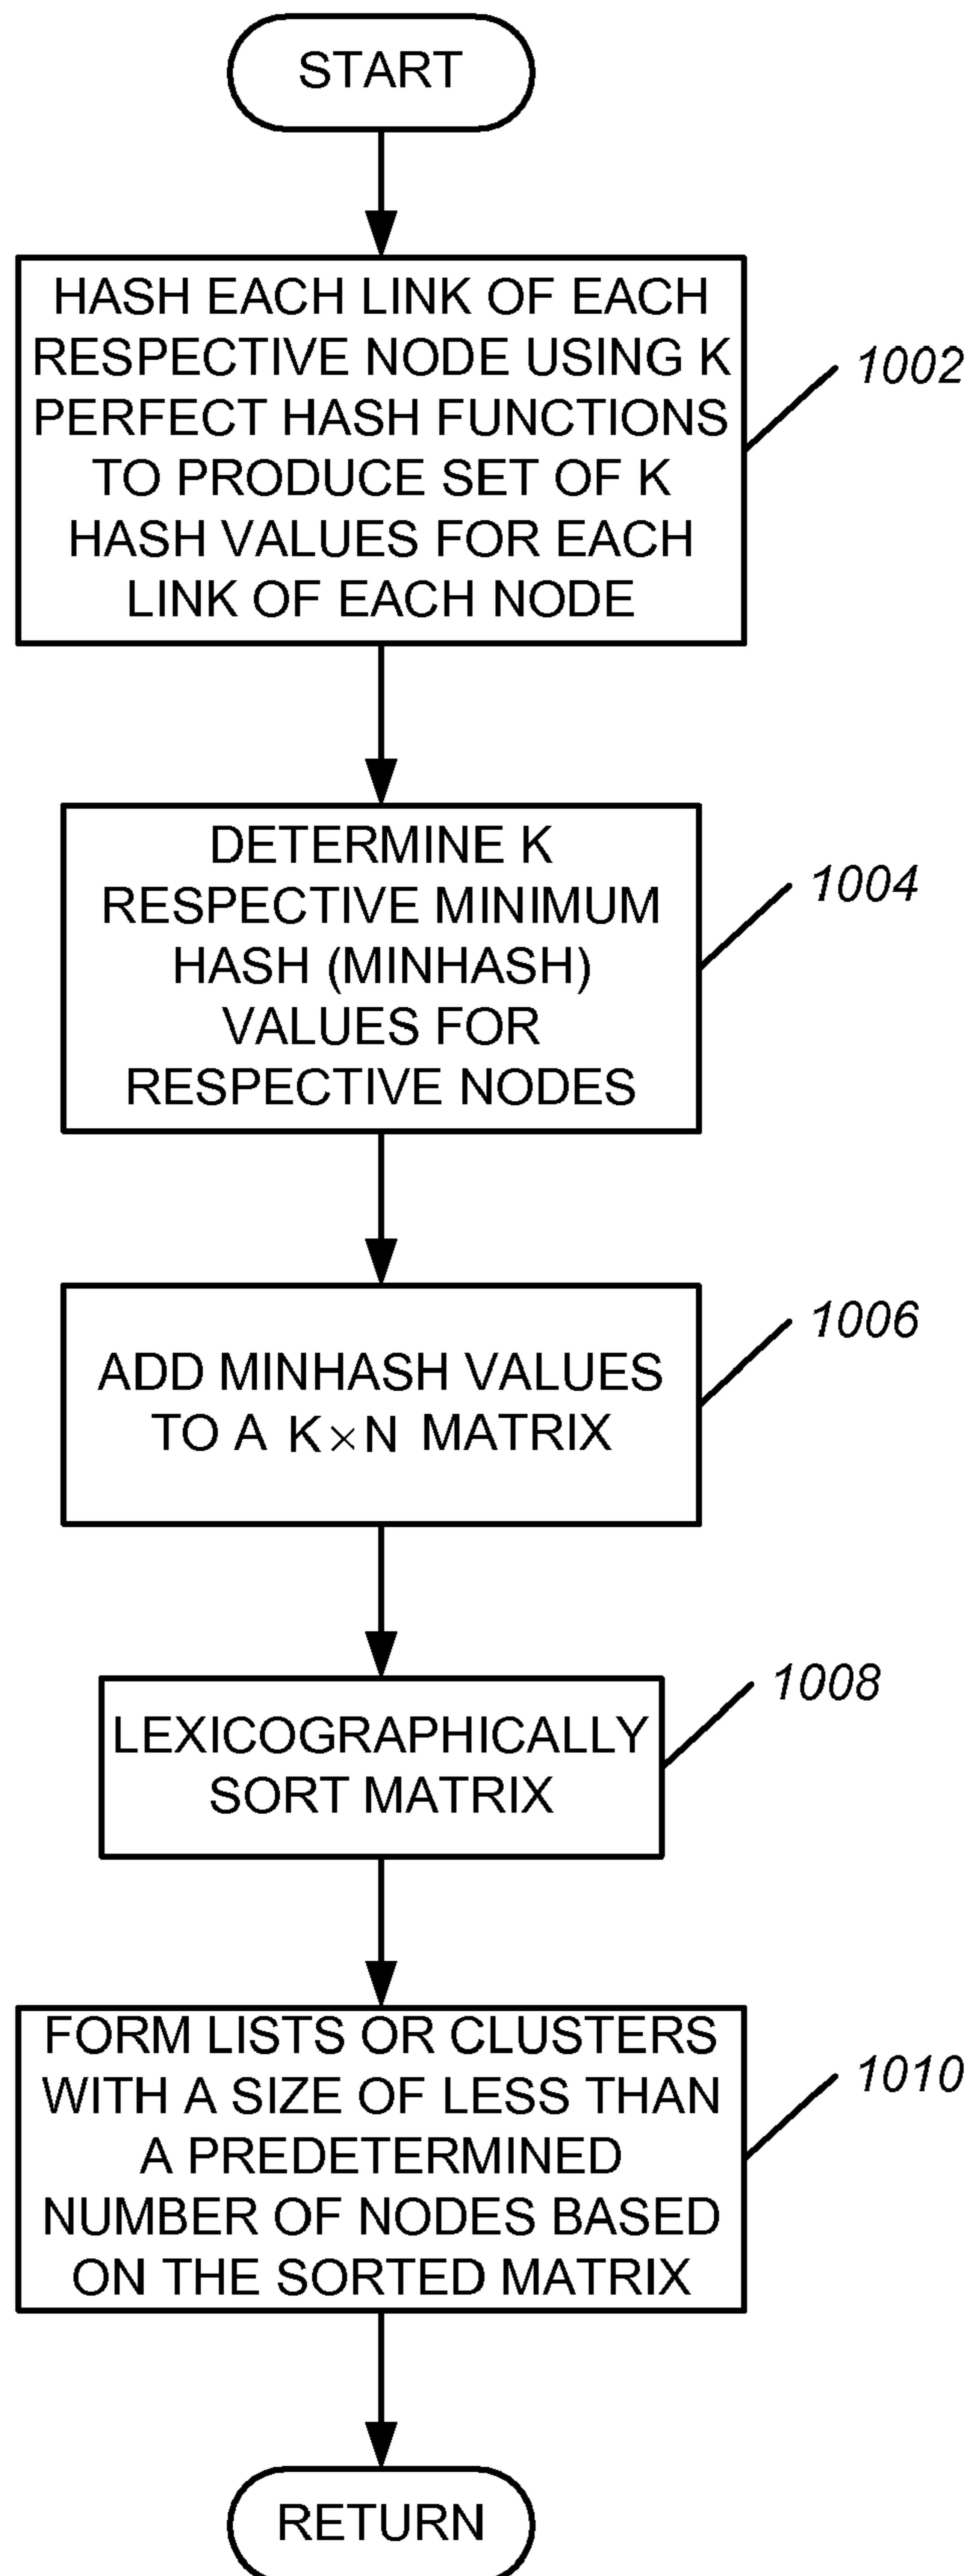 START
HASH EACH LINK OF EACH
RESPECTIVE NODE USING K
PERFECT HASH FUNCTIONS
TO PRODUCE SET OF K
HASH VALUES FOR EACH
LINK OF EACH NODE
1002
DETERMINE K
RESPECTIVE MINIMUM
HASH (MINHASH)
VALUES FOR
RESPECTIVE NODES
1004
ADD MINHASH VALUES
TO A K×N MATRIX
1006
LEXICOGRAPHICALLY
SORT MATRIX
1008
FORM LISTS OR CLUSTERS
WITH A SIZE OF LESS THAN
A PREDETERMINED
NUMBER OF NODES BASED
ON THE SORTED MATRIX
1010
RETURN